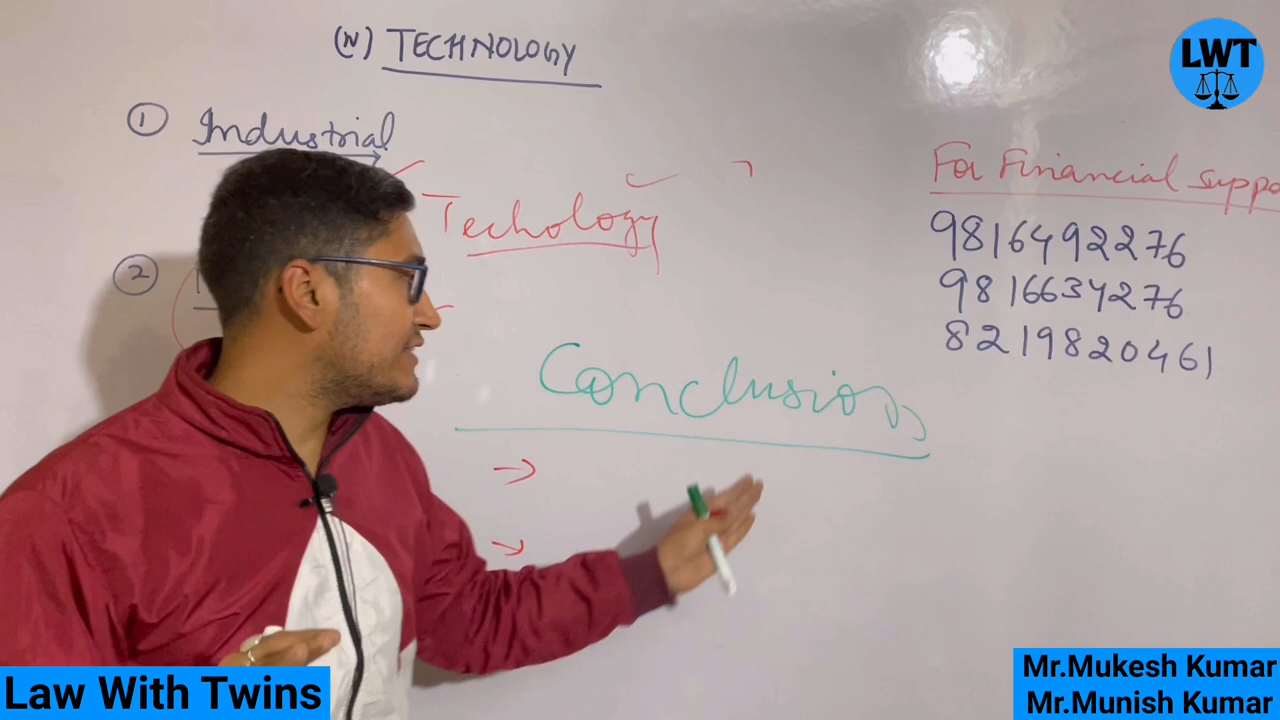 (N) TECHNOLOGY
① Industrial
Techology
②
For Financial suppo
9816492276
9816634276
8219820461
Conclusion
→
→
LWT
Law With Twins
Mr.Mukesh Kumar
Mr.Munish Kumar